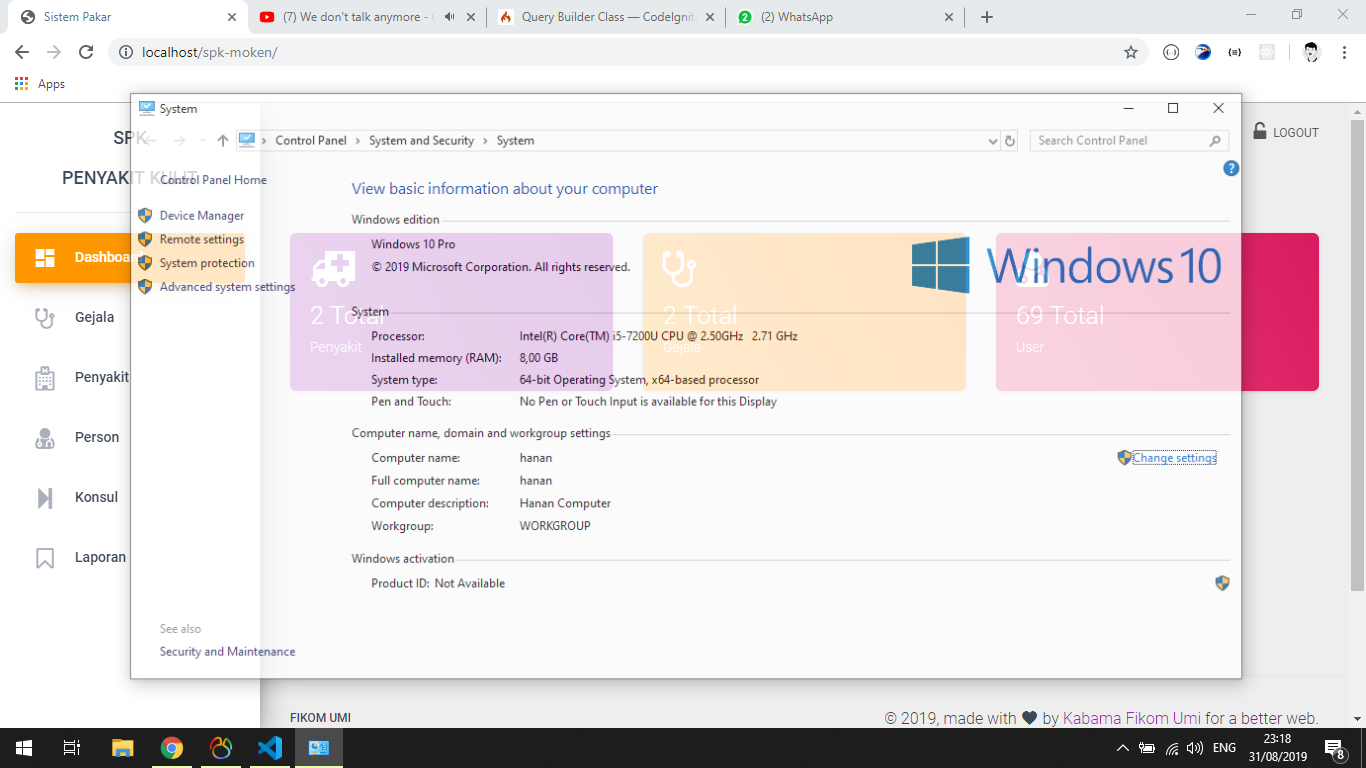 Sistem Pakar
(7) We don't talk anymore - C
Query Builder Class — CodeIgnit
2
(2) WhatsApp
localhost/spk-moken/
Apps
SPK
PENYAKIT KULIT
Dashboard
Gejala
Penyakit
Person
Konsul
Laporan
LOGOUT
System
Control Panel
System and Security
System
Search Control Panel
Control Panel Home
Device Manager
Remote settings
System protection
Advanced system settings
See also
Security and Maintenance
View basic information about your computer
Windows edition
Windows 10 Pro
© 2019 Microsoft Corporation. All rights reserved.
Windows 10
System
Processor: Intel(R) Core(TM) i5-7200U CPU @ 2.50GHz 2.71 GHz
Installed memory (RAM): 8,00 GB
System type: 64-bit Operating System, x64-based processor
Pen and Touch: No Pen or Touch Input is available for this Display
Computer name, domain and workgroup settings
Computer name: hanan
Change settings
Full computer name: hanan
Computer description: Hanan Computer
Workgroup: WORKGROUP
Windows activation
Product ID: Not Available
2 Total
Penyakit
2 Total
Gejala
69 Total
User
FIKOM UMI
© 2019, made with by Kabama Fikom Umi for a better web.
ENG
23:18
31/08/2019
8